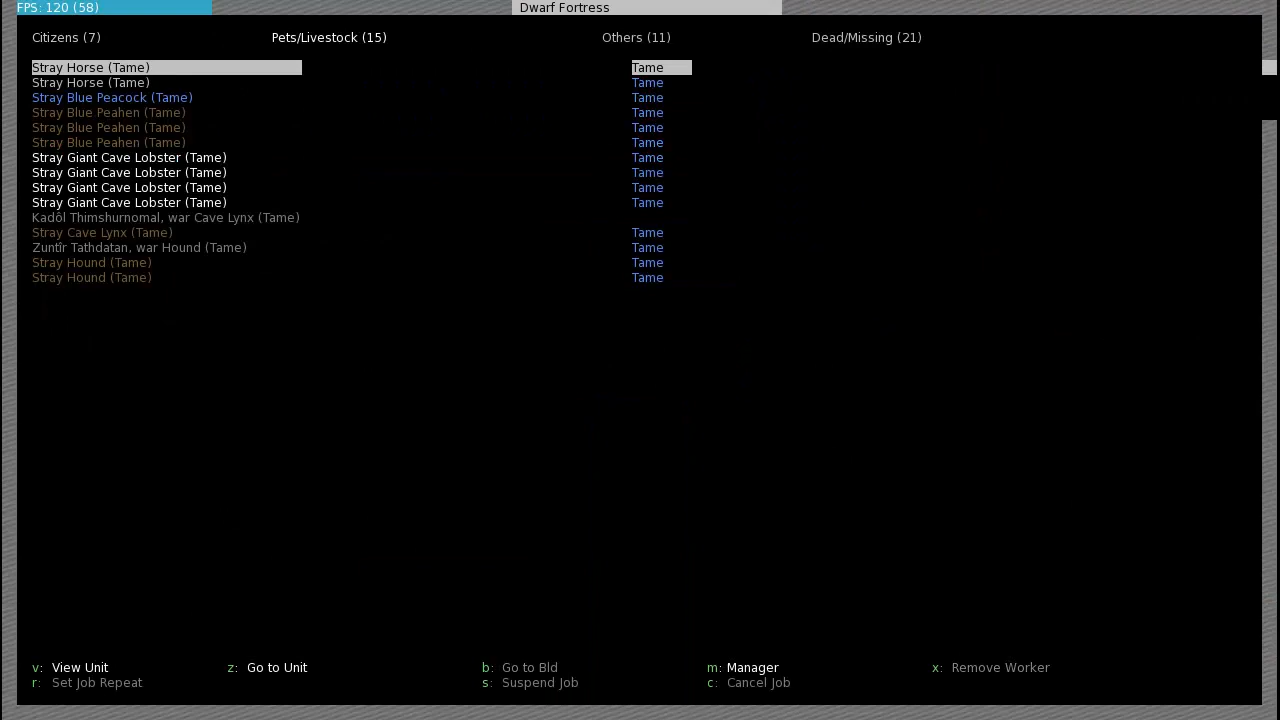 FPS: 120 (58) Dwarf Fortress
Citizens (7) Pets/Livestock (15) Others (11) Dead/Missing (21)
Stray Horse (Tame) Tame
Stray Horse (Tame) Tame
Stray Blue Peacock (Tame) Tame
Stray Blue Peahen (Tame) Tame
Stray Blue Peahen (Tame) Tame
Stray Blue Peahen (Tame) Tame
Stray Giant Cave Lobster (Tame) Tame
Stray Giant Cave Lobster (Tame) Tame
Stray Giant Cave Lobster (Tame) Tame
Stray Giant Cave Lobster (Tame) Tame
Kadôl Thimshurnomal, war Cave Lynx (Tame)
Stray Cave Lynx (Tame) Tame
Zuntîr Tathdatan, war Hound (Tame) Tame
Stray Hound (Tame) Tame
Stray Hound (Tame) Tame
v: View Unit z: Go to Unit b: Go to Bld m: Manager x: Remove Worker
r: Set Job Repeat s: Suspend Job c: Cancel Job